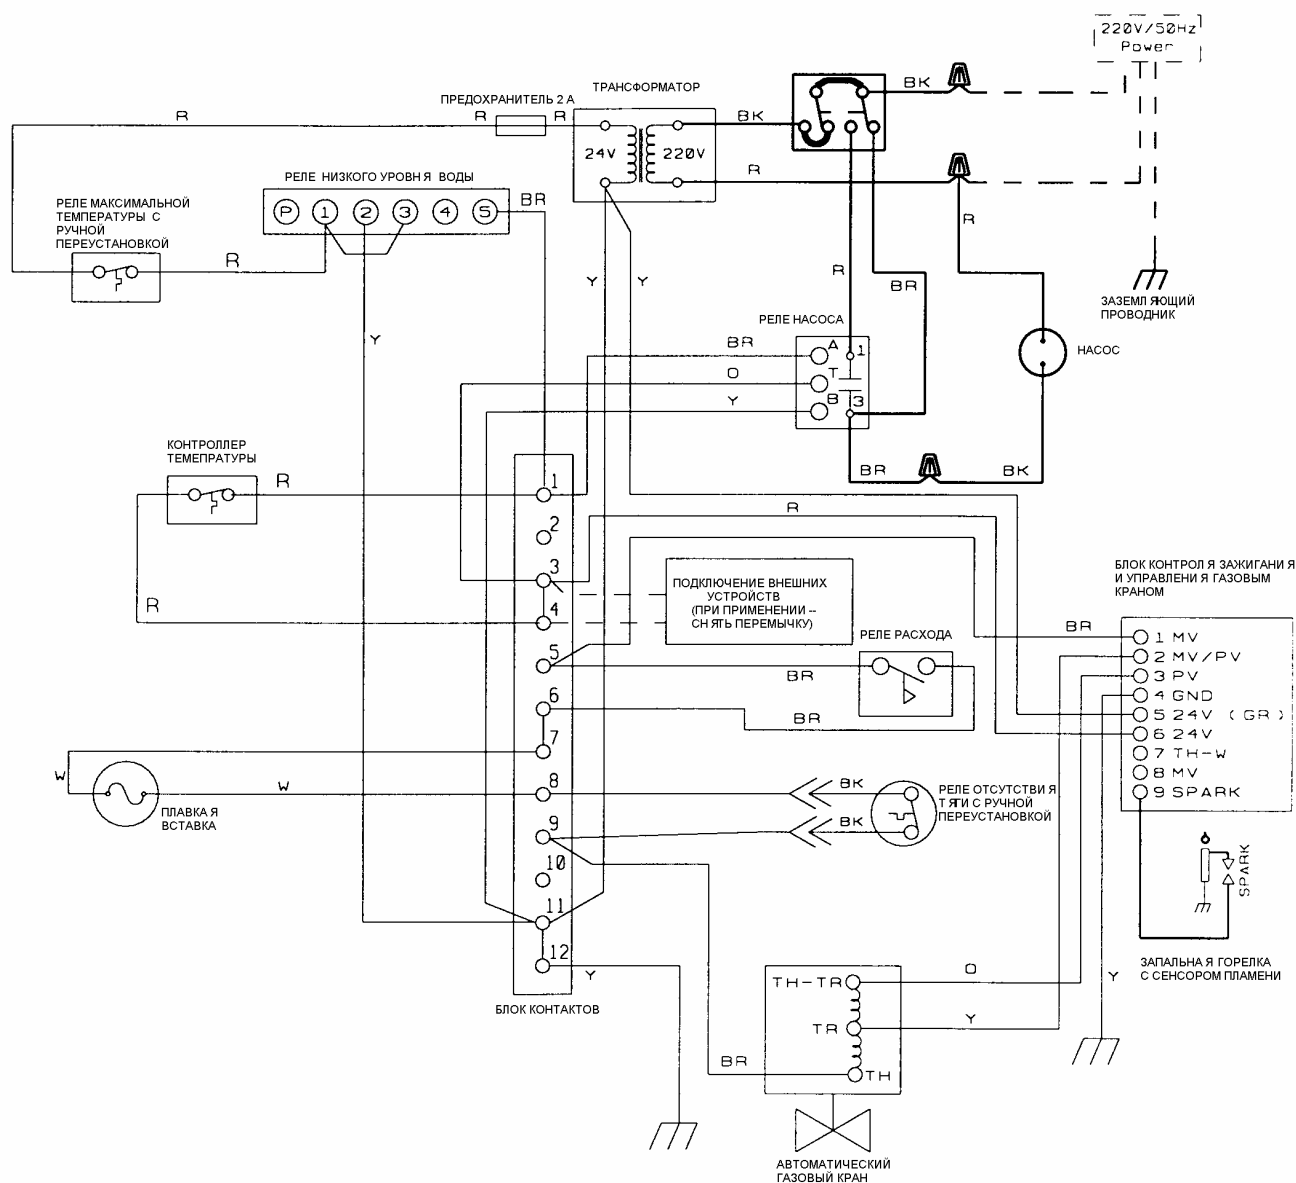 220V/50Hz
Power
BK
ТРАНСФОРМАТОР
ПРЕДОХРАНИТЕЛЬ 2 А
R
R
R
BK
24V
220V
R
РЕЛЕ НИЗКОГО УРОВНЯ ВОДЫ
P
1
2
3
4
5
BR
РЕЛЕ МАКСИМАЛЬНОЙ
ТЕМПЕРАТУРЫ С
РУЧНОЙ
ПЕРЕУСТАНОВКОЙ
R
R
Y
Y
R
BR
ЗАЗЕМЛЯЮЩИЙ
ПРОВОДНИК
РЕЛЕ НАСОСА
Y
BR
A
1
O
T
Y
B
3
НАСОС
КОНТРОЛЛЕР
ТЕМЕПРАТУРЫ
R
BR
BK
R
R
1
2
3
4
5
6
7
8
9
10
11
12
БЛОК КОНТАКТОВ
ПОДКЛЮЧЕНИЕ ВНЕШНИХ
УСТРОЙСТВ
(ПРИ ПРИМЕНЕНИИ --
СНЯТЬ ПЕРЕМЫЧКУ)
РЕЛЕ РАСХОДА
BR
BR
БЛОК КОНТРОЛЯ ЗАЖИГАНИЯ
И УПРАВЛЕНИЯ ГАЗОВЫМ
КРАНОМ
BR
1 MV
2 MV/PV
3 PV
4 GND
5 24V (GR)
6 24V
7 TH-W
8 MV
9 SPARK
W
W
ПЛАВКАЯ
ВСТАВКА
BK
BK
РЕЛЕ ОТСУТСТВИЯ
ТЯГИ С РУЧНОЙ
ПЕРЕУСТАНОВКОЙ
SPARK
ЗАПАЛЬНАЯ ГОРЕЛКА
С СЕНСОРОМ ПЛАМЕНИ
Y
Y
TH-TR
O
TR
Y
BR
TH
АВТОМАТИЧЕСКИЙ
ГАЗОВЫЙ КРАН